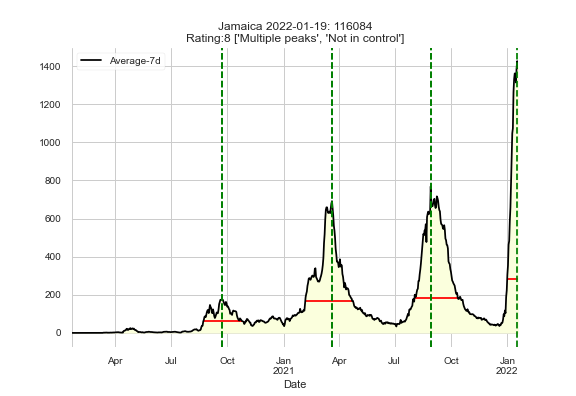 Jamaica 2022-01-19: 116084
Rating:8 ['Multiple peaks', 'Not in control']
Average-7d
1400
1200
1000
800
600
400
200
0
Apr Jul Oct Jan Apr Jul Oct Jan
2021 2022
Date